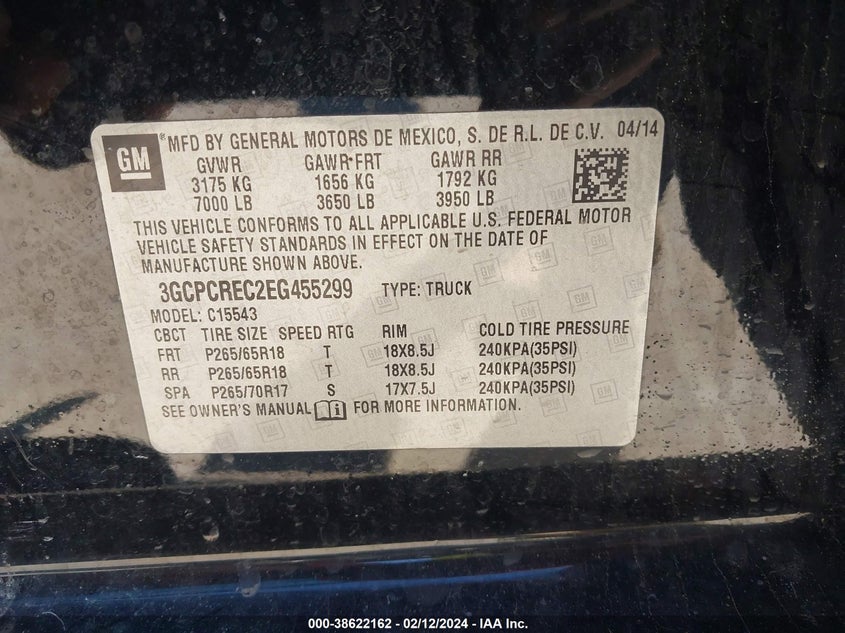 GM ® MFD BY GENERAL MOTORS DE MEXICO, S. DE R.L. DE C.V. 04/14
GVWR GAWR FRT GAWR RR
3175 KG 1656 KG 1792 KG
7000 LB 3650 LB 3950 LB
THIS VEHICLE CONFORMS TO ALL APPLICABLE U.S. FEDERAL MOTOR
VEHICLE SAFETY STANDARDS IN EFFECT ON THE DATE OF
MANUFACTURE SHOWN ABOVE.
3GCPCREC2EG455299 TYPE: TRUCK
MODEL: C15543
CBCT TIRE SIZE SPEED RTG RIM COLD TIRE PRESSURE
FRT P265/65R18 T 18X8.5J 240KPA(35PSI)
RR P265/65R18 T 18X8.5J 240KPA(35PSI)
SPA P265/70R17 S 17X7.5J 240KPA(35PSI)
SEE OWNER'S MANUAL FOR MORE INFORMATION.
000-38622162 - 02/12/2024 - IAA Inc.